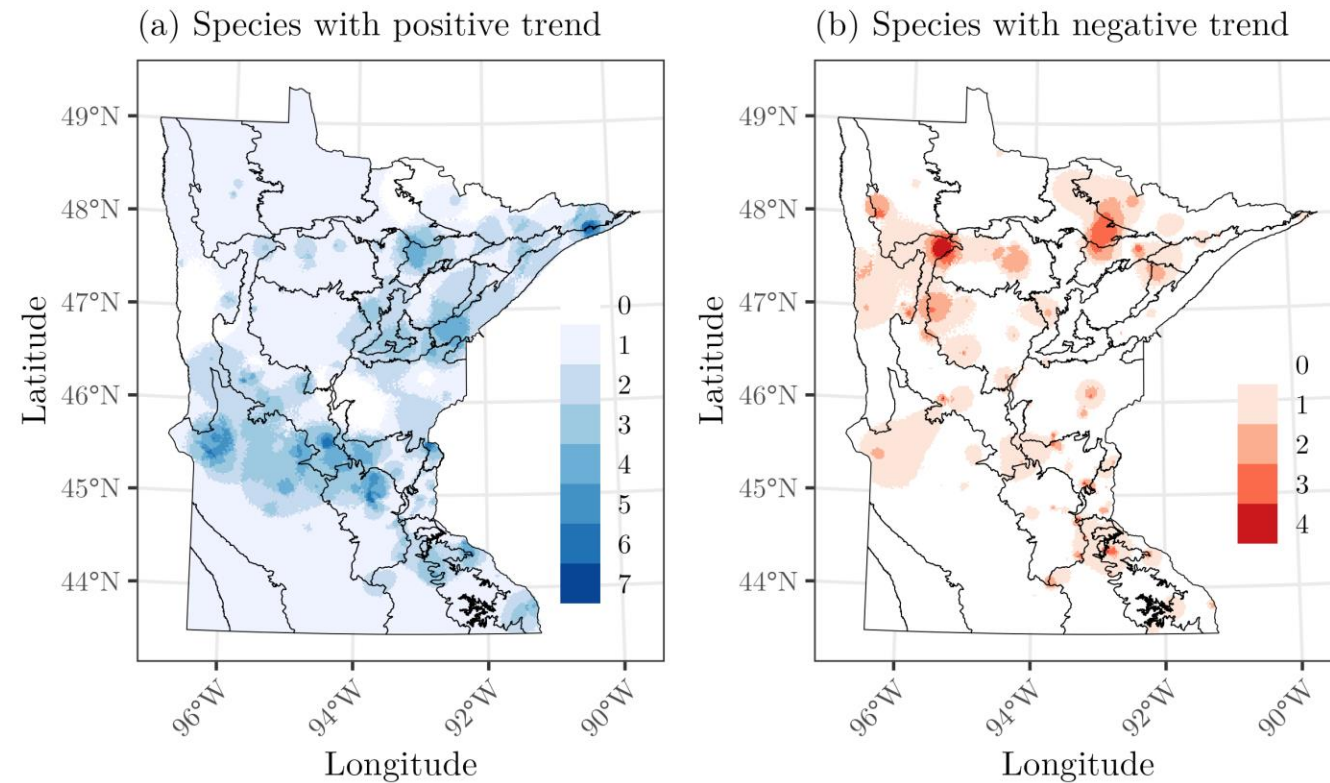 (a) Species with positive trend
(b) Species with negative trend
49°N
48°N
47°N
46°N
45°N
44°N
Latitude
0
1
2
3
4
5
6
7
96°W
94°W
92°W
90°W
Longitude
49°N
48°N
47°N
46°N
45°N
44°N
Latitude
0
1
2
3
4
96°W
94°W
92°W
90°W
Longitude